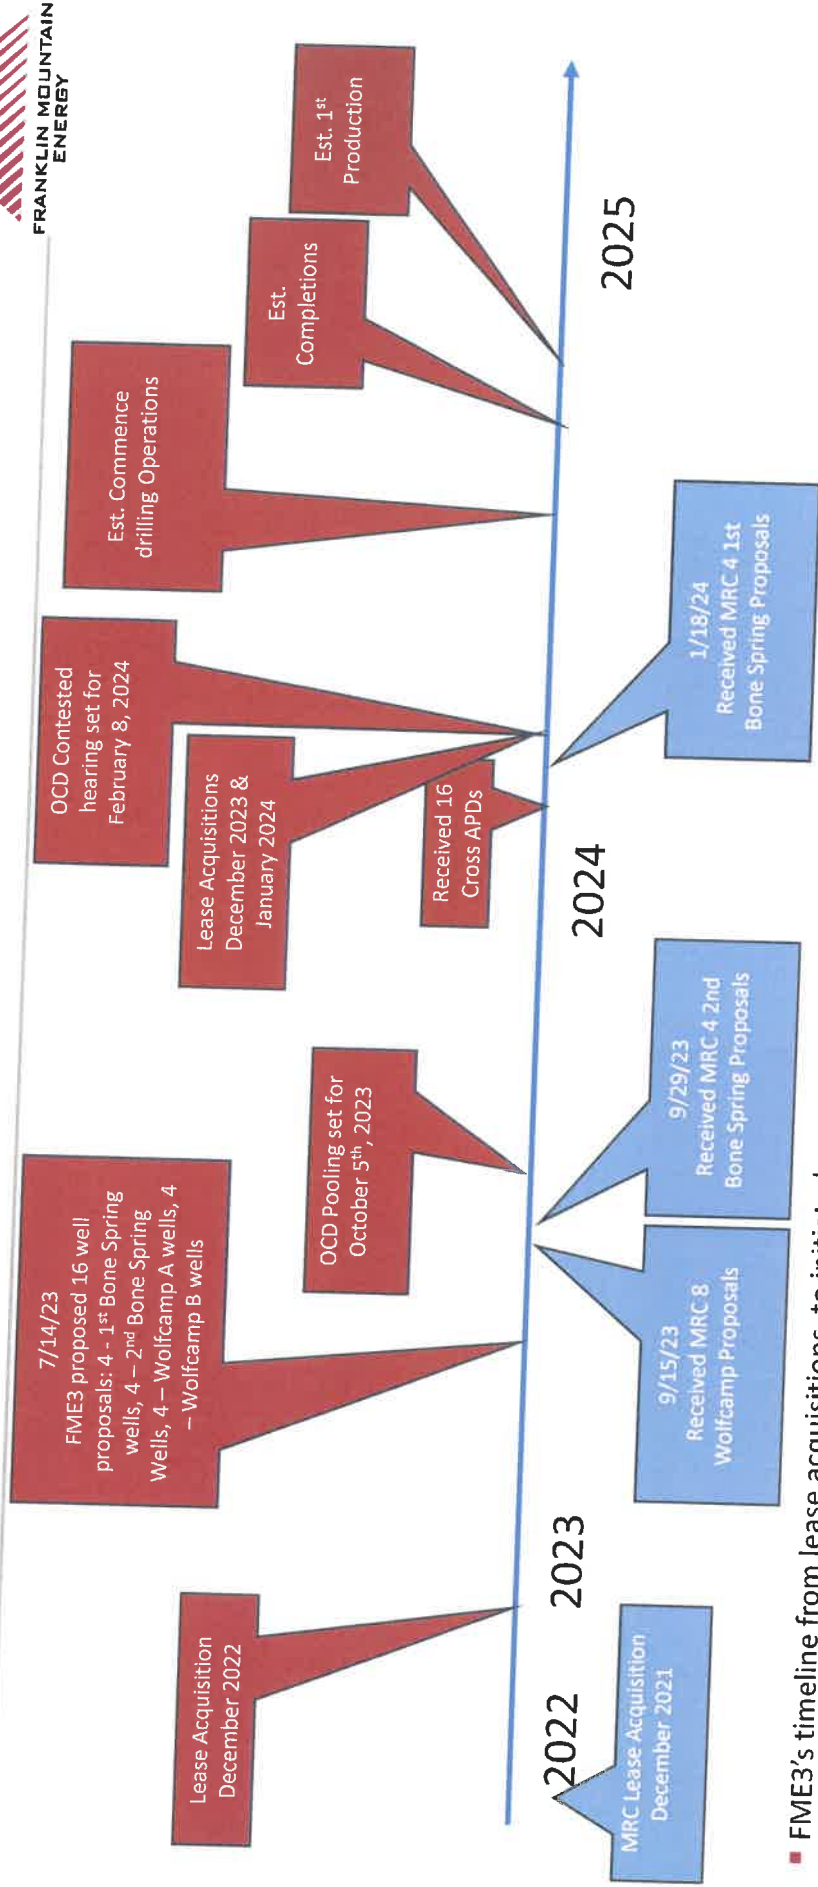 FRANKLIN MOUNTAIN
ENERGY
Lease Acquisition
December 2022
7/14/23
FME3 proposed 16 well
proposals: 4 - 1st Bone Spring
wells, 4 – 2nd Bone Spring
Wells, 4 – Wolfcamp A wells, 4
– Wolfcamp B wells
OCD Pooling set for
October 5th, 2023
OCD Contested
hearing set for
February 8, 2024
Lease Acquisitions
December 2023 &
January 2024
Received 16
Cross APDs
Est. Commence
drilling Operations
Est.
Completions
Est. 1st
Production
2022
2023
2024
2025
MRC Lease Acquisition
December 2021
9/15/23
Received MRC 8
Wolfcamp Proposals
9/29/23
Received MRC 4 2nd
Bone Spring Proposals
1/18/24
Received MRC 4 1st
Bone Spring Proposals
▪ FME3's timeline from lease acquisitions, to initial